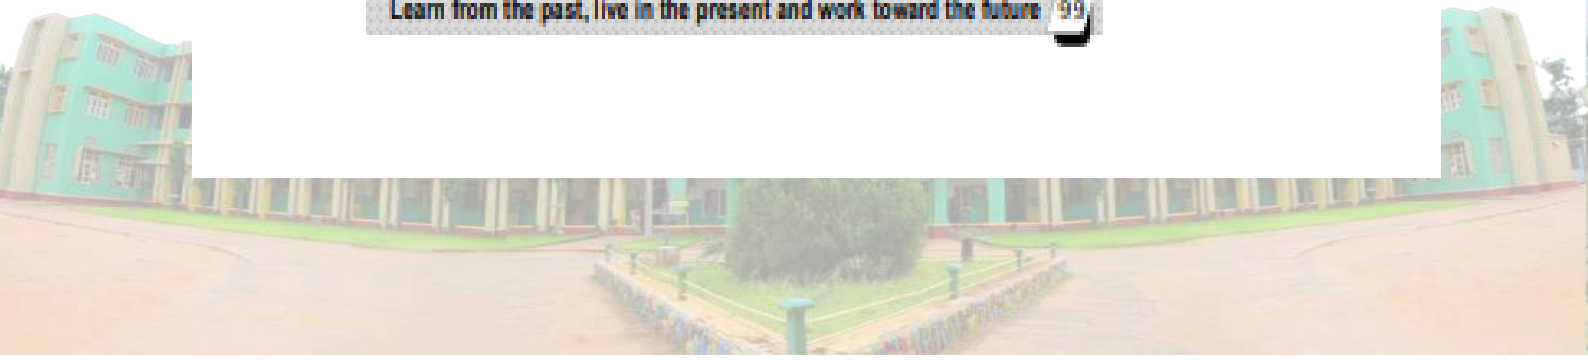 Learn from the past, live in the present and work toward the future 99